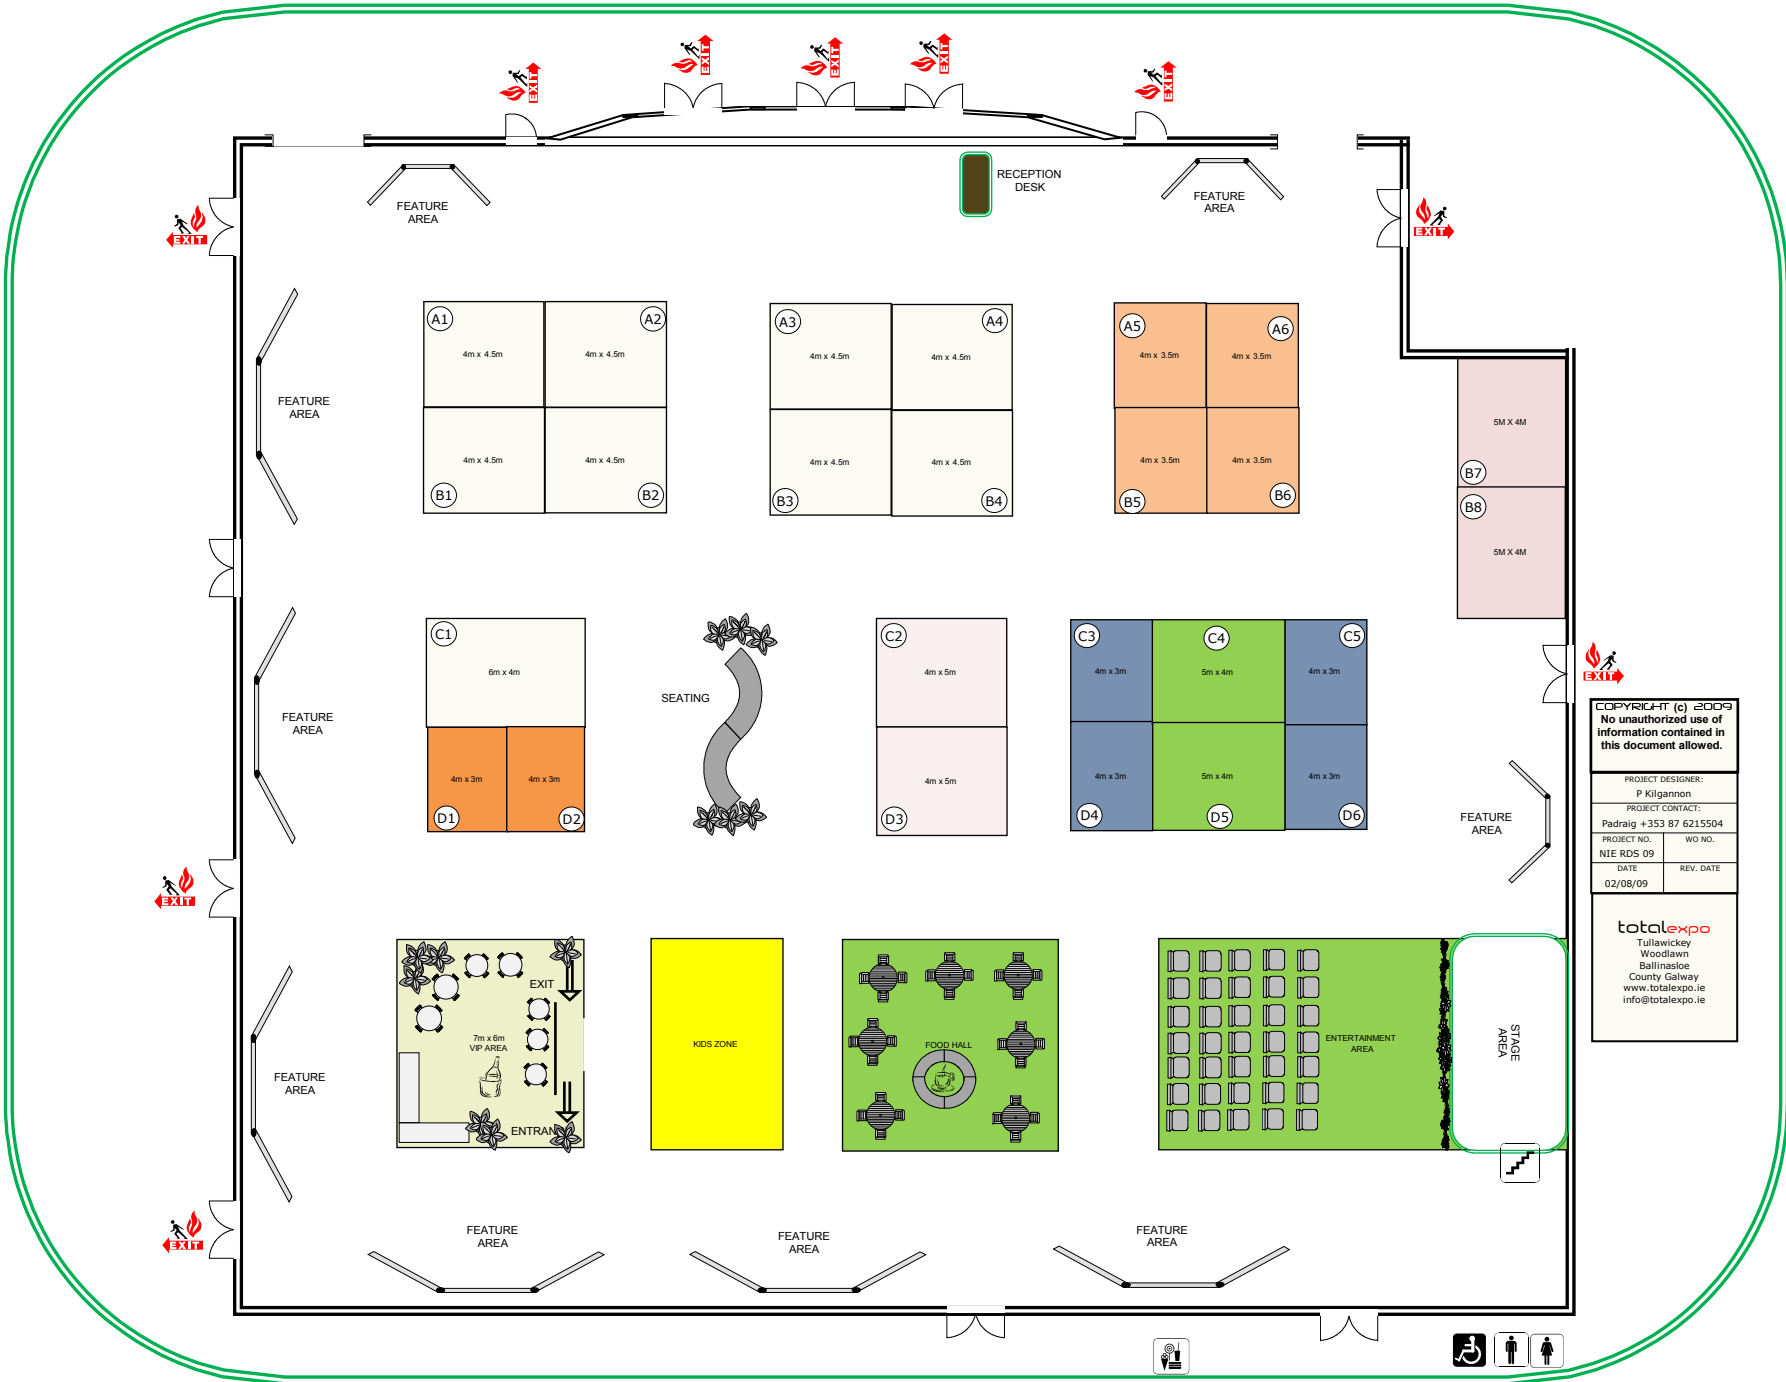 EXIT
EXIT
EXIT
EXIT
EXIT
RECEPTION
DESK
FEATURE
AREA
FEATURE
AREA
EXIT
EXIT
A1
A2
A3
A4
A5
A6
4m x 4.5m
4m x 4.5m
4m x 4.5m
4m x 4.5m
4m x 3.5m
4m x 3.5m
FEATURE
AREA
5M X 4M
4m x 4.5m
4m x 4.5m
4m x 4.5m
4m x 4.5m
4m x 3.5m
4m x 3.5m
B1
B2
B3
B4
B5
B6
B7
B8
5M X 4M
C1
C2
C3
C4
C5
6m x 4m
4m x 5m
4m x 3m
5m x 4m
4m x 3m
EXIT
SEATING
FEATURE
AREA
4m x 3m
4m x 3m
4m x 5m
4m x 3m
5m x 4m
4m x 3m
D1
D2
D3
D4
D5
D6
FEATURE
AREA
COPYRIGHT (c) 2009
No unauthorized use of
information contained in
this document allowed.
PROJECT DESIGNER:
P Kilgannon
PROJECT CONTACT:
Padraig +353 87 6215504
PROJECT NO.
WO NO.
NIE RDS 09
DATE
REV. DATE
02/08/09
totalexpo
Tullawickey
Woodlawn
Ballinasloe
County Galway
www.totalexpo.ie
info@totalexpo.ie
EXIT
EXIT
7m x 6m
VIP AREA
ENTRAN
KIDS ZONE
FOOD HALL
ENTERTAINMENT
AREA
STAGE
AREA
FEATURE
AREA
EXIT
FEATURE
AREA
FEATURE
AREA
FEATURE
AREA